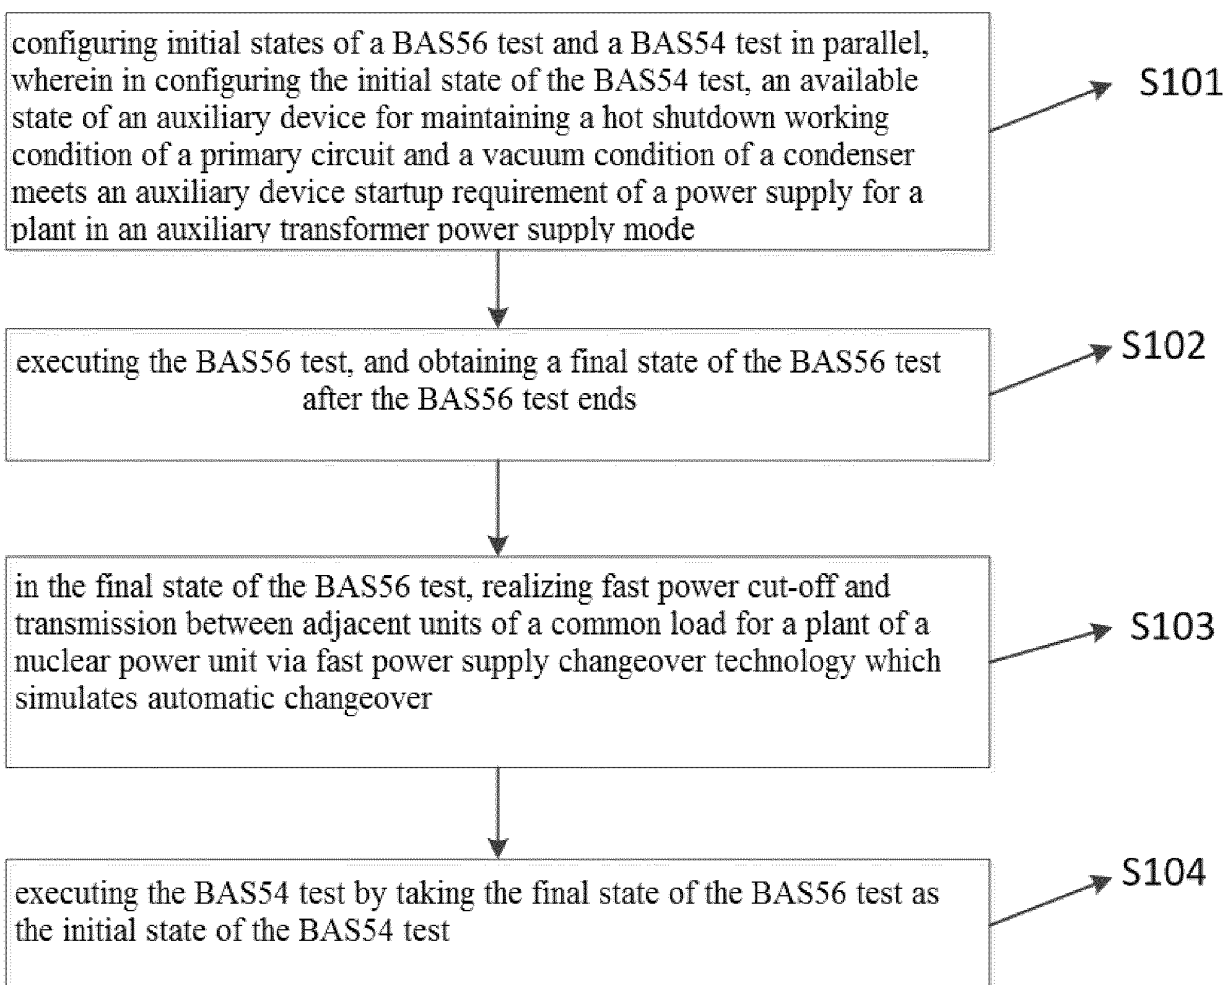 configuring initial states of a BAS56 test and a BAS54 test in parallel,
wherein in configuring the initial state of the BAS54 test, an available
state of an auxiliary device for maintaining a hot shutdown working
condition of a primary circuit and a vacuum condition of a condenser
meets an auxiliary device startup requirement of a power supply for a
plant in an auxiliary transformer power supply mode
S101
executing the BAS56 test, and obtaining a final state of the BAS56 test
after the BAS56 test ends
S102
in the final state of the BAS56 test, realizing fast power cut-off and
transmission between adjacent units of a common load for a plant of a
nuclear power unit via fast power supply changeover technology which
simulates automatic changeover
S103
executing the BAS54 test by taking the final state of the BAS56 test as
the initial state of the BAS54 test
S104